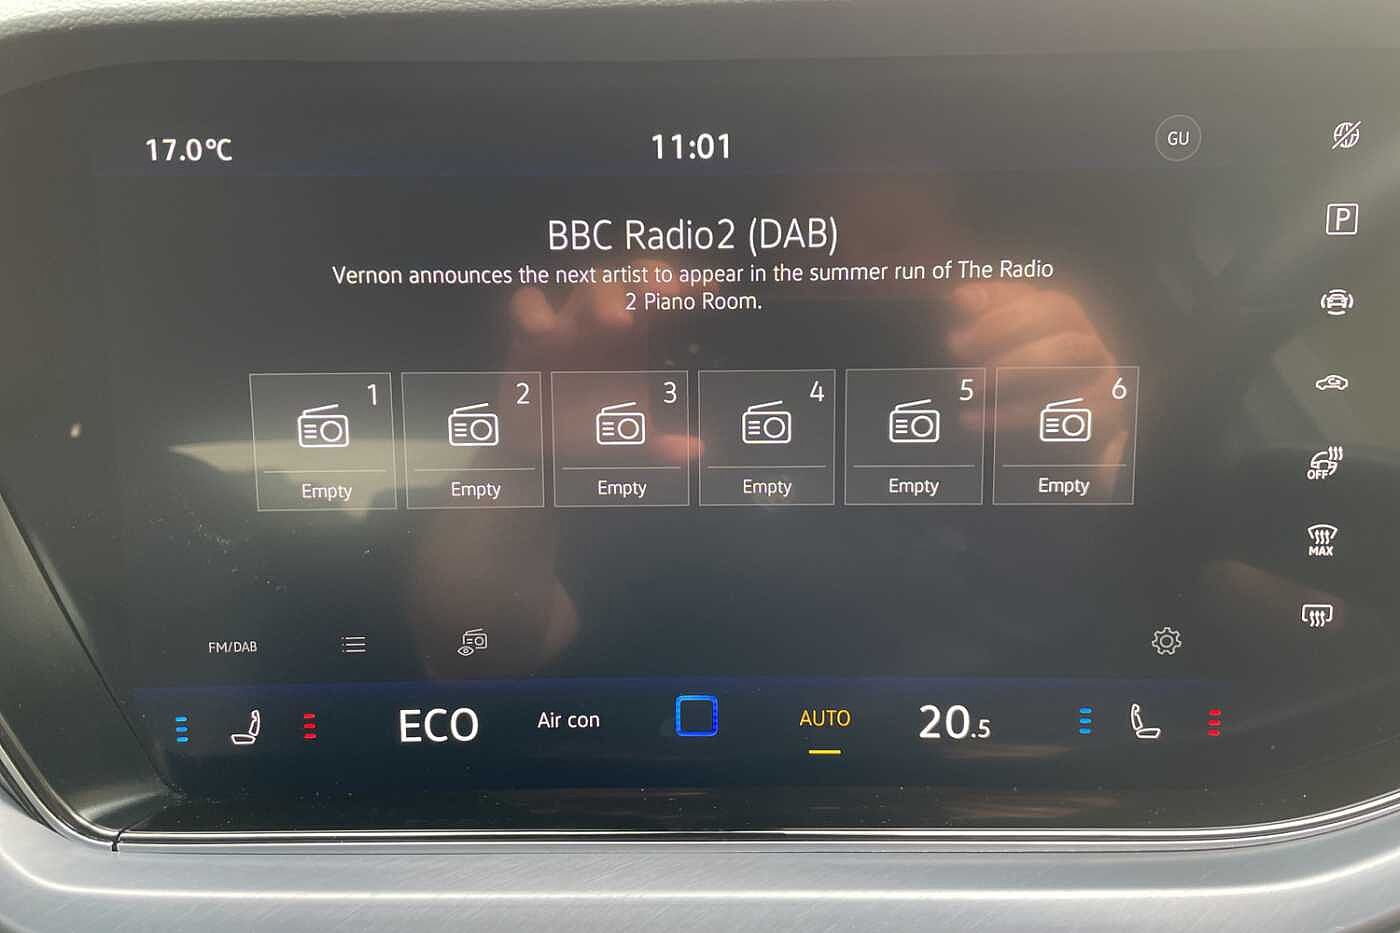 17.0°C
11:01
GU
BBC Radio2 (DAB)
Vernon announces the next artist to appear in the summer run of The Radio
2 Piano Room.
P
1
2
3
4
5
6
Empty
Empty
Empty
Empty
Empty
Empty
OFF
MAX
FM/DAB
ECO
Air con
AUTO
20.5